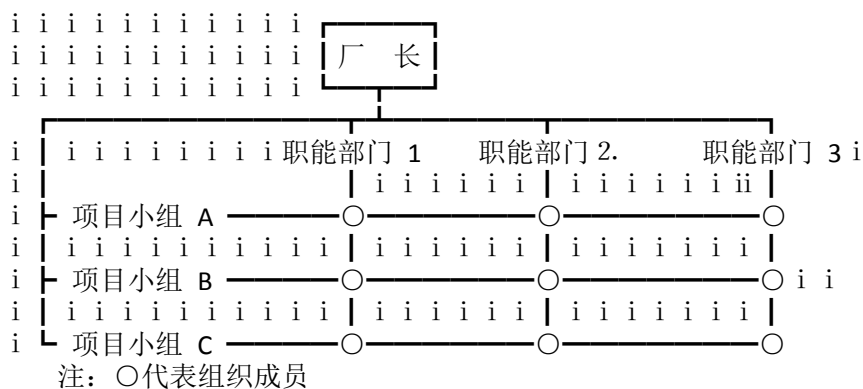 i i i i i i i i i i i
i i i i i i i i i i i 厂 长
i i i i i i i i i i i
i i i i i i i i i 职能部门 1 职能部门 2. 职能部门 3 i
i i i i i i i i i i i i i ii
i 项目小组 A ○ ○ ○
i i i i i i i i i i i i i i i i i i i i i i i i
i 项目小组 B ○ ○ ○ i i
i i i i i i i i i i i i i i i i i i i i i i i i
i 项目小组 C ○ ○ ○
注：○代表组织成员